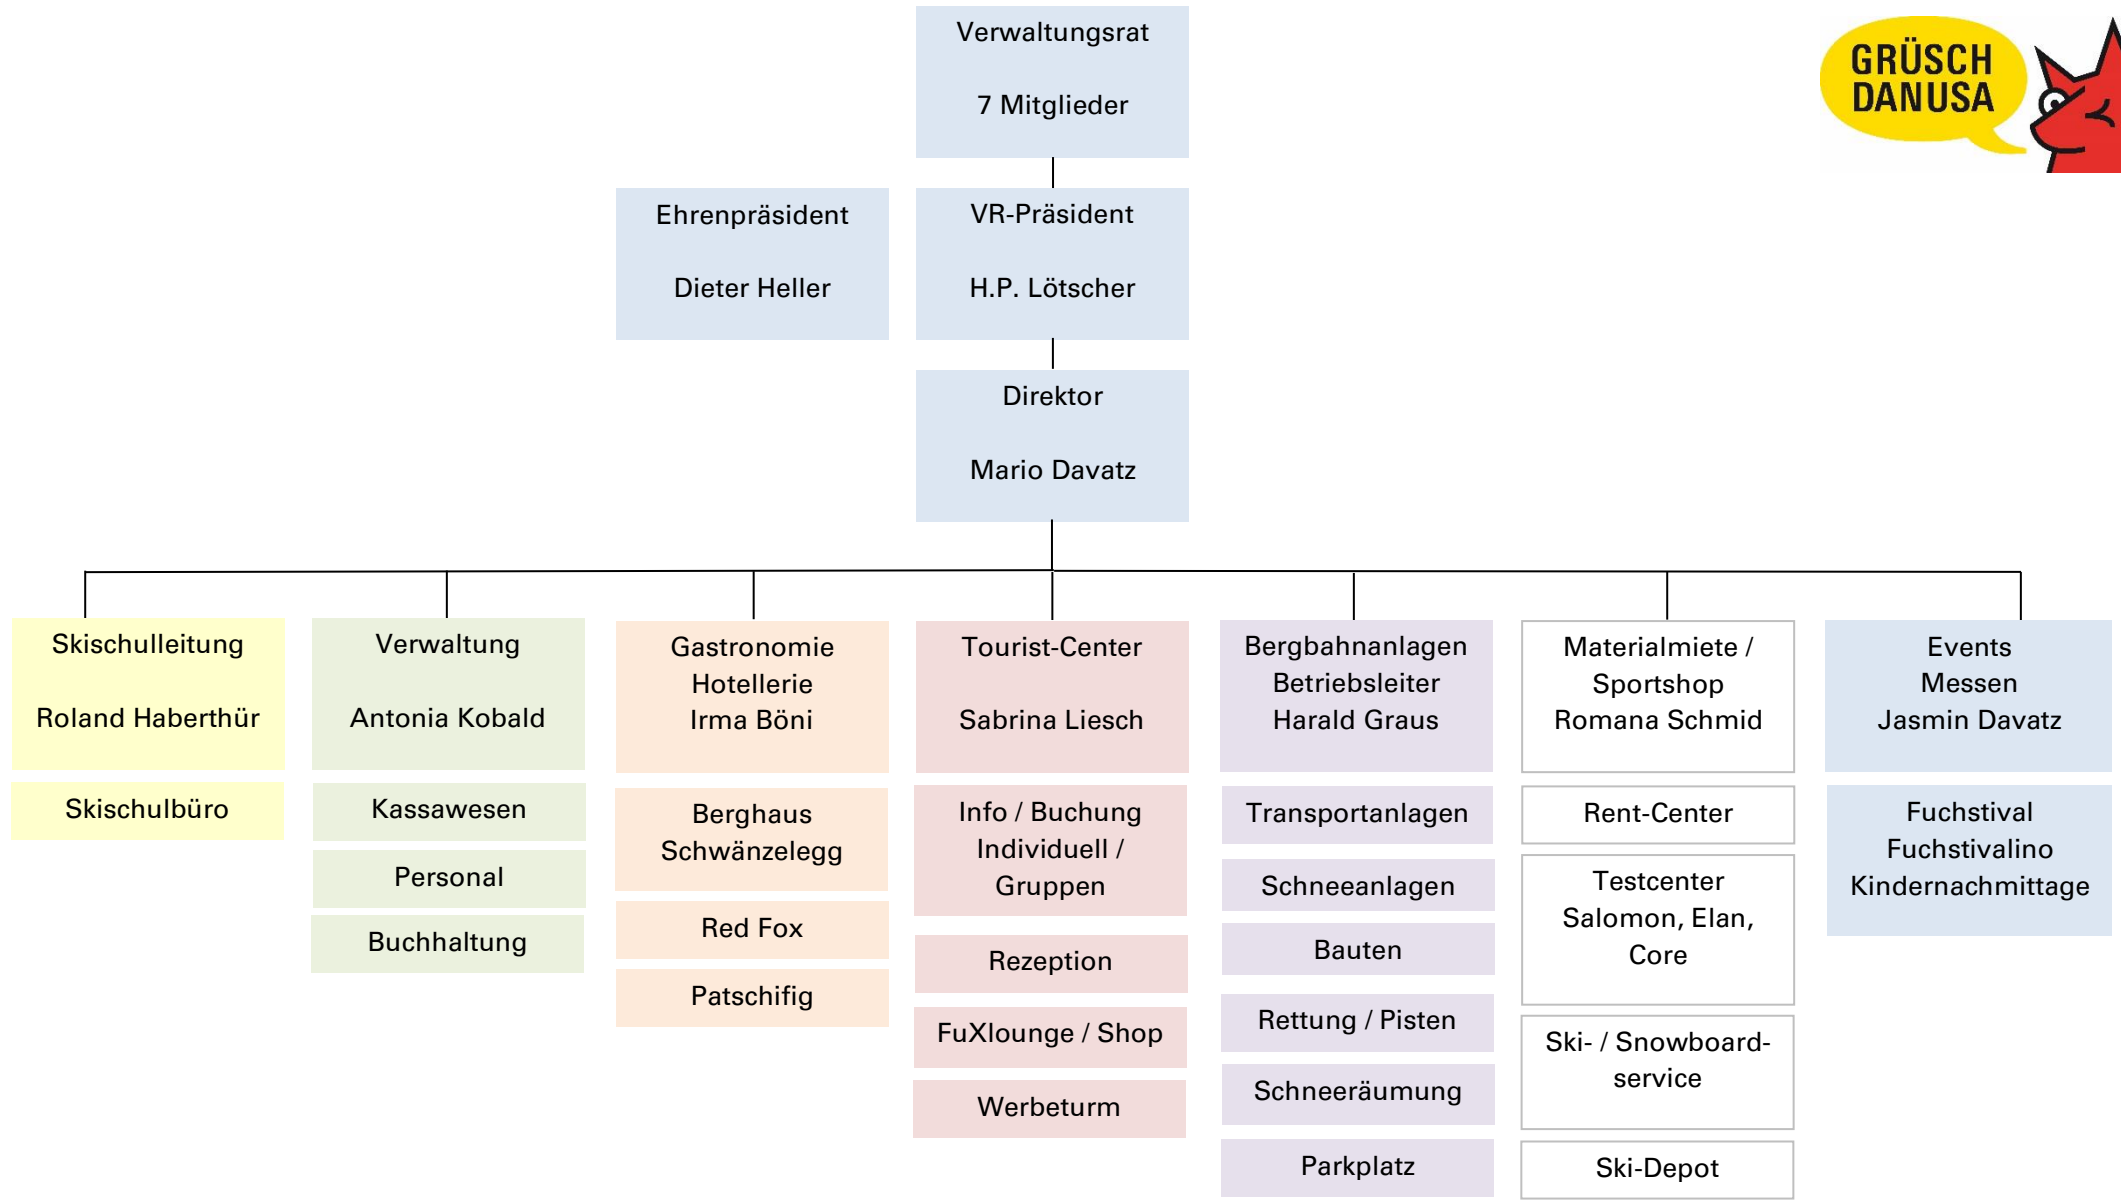 Verwaltungsrat
7 Mitglieder
GRÜSCH
DANUSA
Ehrenpräsident
Dieter Heller
VR-Präsident
H.P. Lötscher
Direktor
Mario Davatz
Skischulleitung
Roland Haberthür
Skischulbüro
Verwaltung
Antonia Kobald
Kassawesen
Personal
Buchhaltung
Gastronomie
Hotellerie
Irma Böni
Berghaus
Schwänzelegg
Red Fox
Patschifig
Tourist-Center
Sabrina Liesch
Info / Buchung
Individuell /
Gruppen
Rezeption
FuXlounge / Shop
Werbeturm
Bergbahnanlagen
Betriebsleiter
Harald Graus
Transportanlagen
Schneeanlagen
Bauten
Rettung / Pisten
Schneeräumung
Parkplatz
Materialmiete /
Sportshop
Romana Schmid
Rent-Center
Testcenter
Salomon, Elan,
Core
Ski- / Snowboard-
service
Ski-Depot
Events
Messen
Jasmin Davatz
Fuchstival
Fuchstivalino
Kindernachmittage